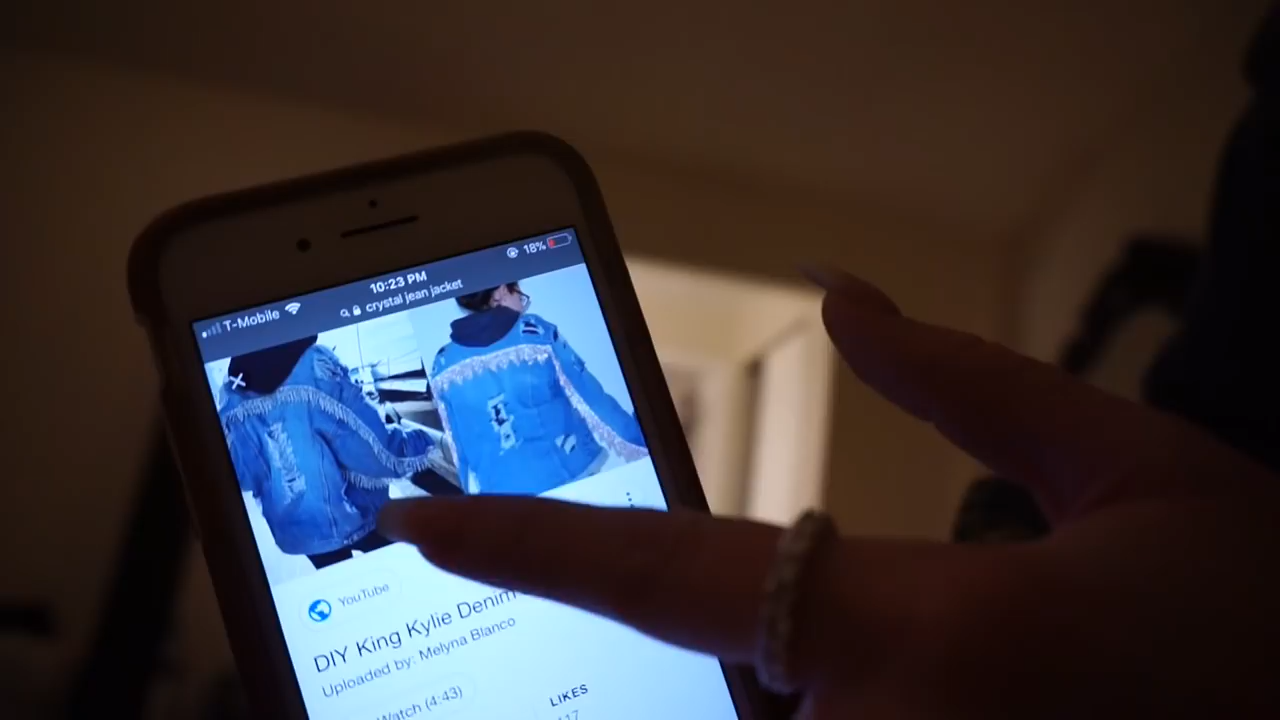 T-Mobile 10:23 PM 18%
crystal jean jacket
YouTube
DIY King Kylie Denim
Uploaded by: Melyna Blanco
Watch (4:43)
LIKES